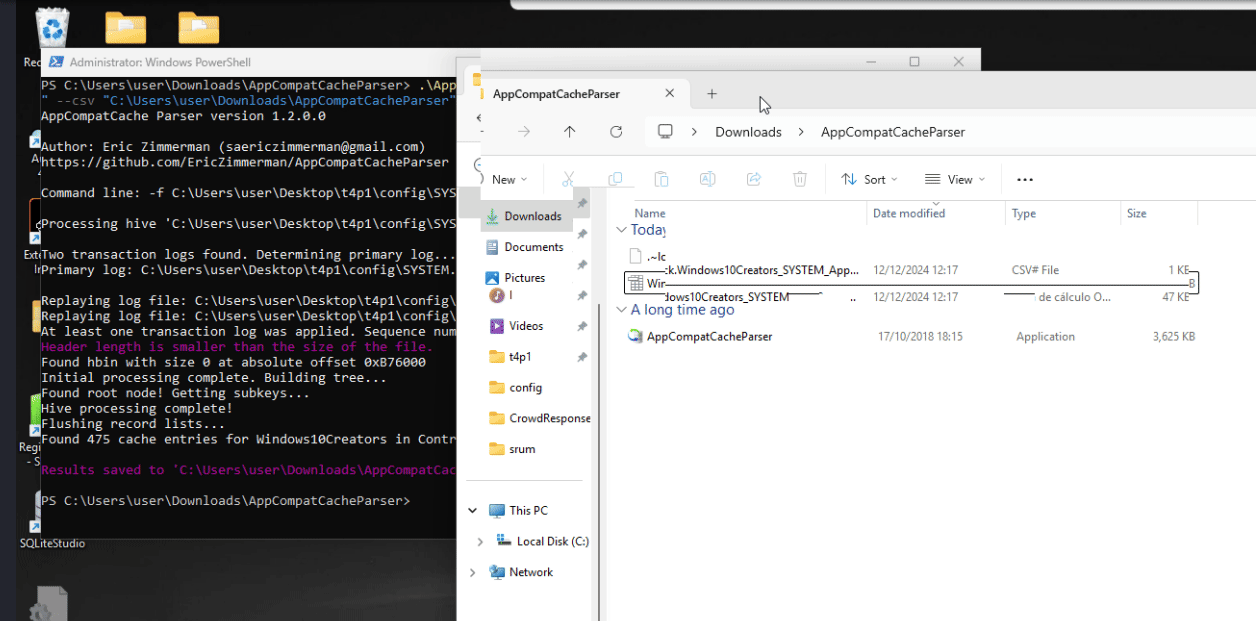 Rec
Administrator: Windows PowerShell
PS C:\Users\user\Downloads\AppCompatCacheParser> .\App
" --csv "C:\Users\user\Downloads\AppCompatCacheParser"
AppCompatCache Parser version 1.2.0.0
Author: Eric Zimmerman (saericzimmerman@gmail.com)
https://github.com/EricZimmerman/AppCompatCacheParser
Command line: -f C:\Users\user\Desktop\t4p1\config\SYS
Processing hive 'C:\Users\user\Desktop\t4p1\config\SYS
Two transaction logs found. Determining primary log...
Primary log: C:\Users\user\Desktop\t4p1\config\SYSTEM.
Replaying log file: C:\Users\user\Desktop\t4p1\config\
Replaying log file: C:\Users\user\Desktop\t4p1\config\
At least one transaction log was applied. Sequence num
Header length is smaller than the size of the file.
Found hbin with size 0 at absolute offset 0xB76000
Initial processing complete. Building tree...
Found root node! Getting subkeys...
Hive processing complete!
Flushing record lists...
Found 475 cache entries for Windows10Creators in Contr
Results saved to 'C:\Users\user\Downloads\AppCompatCac
PS C:\Users\user\Downloads\AppCompatCacheParser>
Exte
Regi
- S
SQLiteStudio
AppCompatCacheParser
Downloads > AppCompatCacheParser
New
Sort
View
Downloads
Documents
Pictures
Videos
t4p1
config
CrowdResponse
srum
This PC
Local Disk (C:)
Network
Name Date modified Type Size
Today
.~lc
ck.Windows10Creators_SYSTEM_App... 12/12/2024 12:17 CSV# File 1 KB
Win
dows10Creators_SYSTEM .. 12/12/2024 12:17 de cálculo O... 47 KB
A long time ago
AppCompatCacheParser 17/10/2018 18:15 Application 3,625 KB